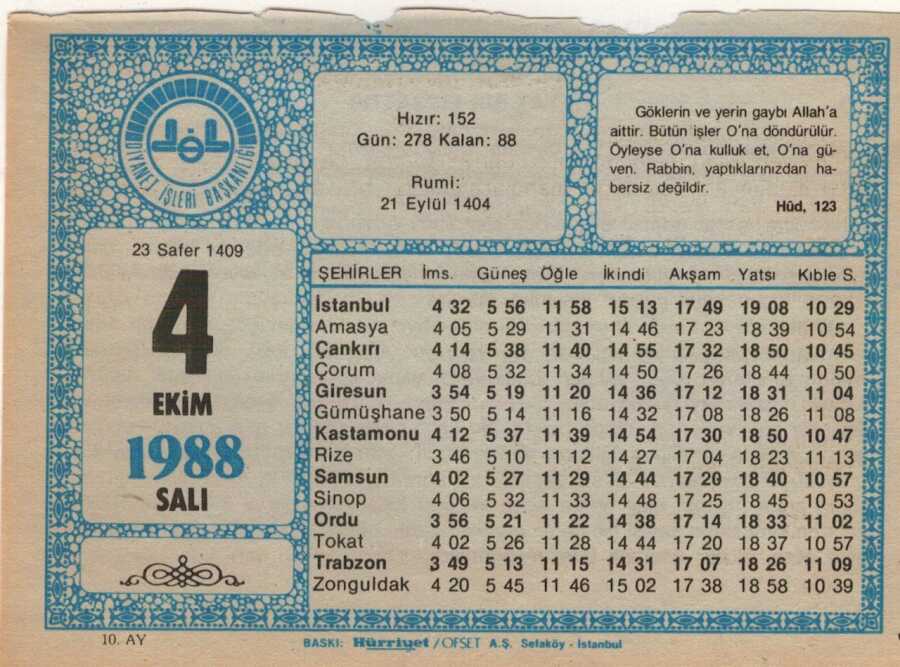 DİYANET İŞLERİ BAŞKANLIĞI
Hızır: 152
Gün: 278 Kalan: 88
Rumi:
21 Eylül 1404
Göklerin ve yerin gaybı Allah'a
aittir. Bütün işler O'na döndürülür.
Öyleyse O'na kulluk et, O'na gü-
ven. Rabbin, yaptıklarınızdan ha-
bersiz değildir.
Hûd, 123
23 Safer 1409
4
EKİM
1988
SALI
ŞEHİRLER İms. Güneş Öğle İkindi Akşam Yatsı Kıble S.
İstanbul 4 32 5 56 11 58 15 13 17 49 19 08 10 29
Amasya 4 05 5 29 11 31 14 46 17 23 18 39 10 54
Çankırı 4 14 5 38 11 40 14 55 17 32 18 50 10 45
Çorum 4 08 5 32 11 34 14 50 17 26 18 44 10 50
Giresun 3 54 5 19 11 20 14 36 17 12 18 31 11 04
Gümüşhane 3 50 5 14 11 16 14 32 17 08 18 26 11 08
Kastamonu 4 12 5 37 11 39 14 54 17 30 18 50 10 47
Rize 3 46 5 10 11 12 14 27 17 04 18 23 11 13
Samsun 4 02 5 27 11 29 14 44 17 20 18 40 10 57
Sinop 4 06 5 32 11 33 14 48 17 25 18 45 10 53
Ordu 3 56 5 21 11 22 14 38 17 14 18 33 11 02
Tokat 4 02 5 26 11 28 14 44 17 20 18 37 10 57
Trabzon 3 49 5 13 11 15 14 31 17 07 18 26 11 09
Zonguldak 4 20 5 45 11 46 15 02 17 38 18 58 10 39
10. AY
BASKI: Hürriyet / OFSET A.Ş. Sefaköy - İstanbul